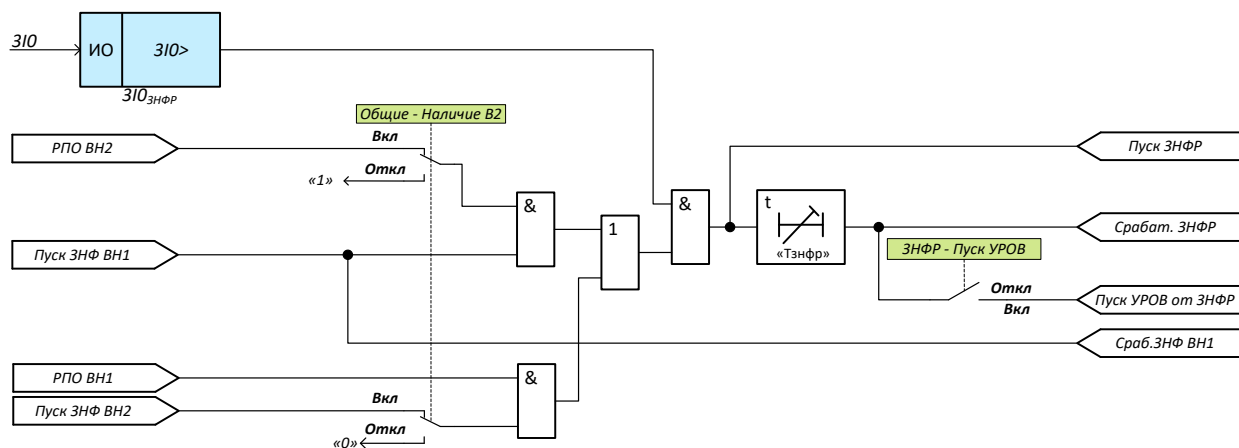 3I0
ИО
3I0>
3I0ЗНФР
Общие - Наличие В2
РПО ВН2
Вкл
Откл
«1»
Пуск ЗНФР
&
&
1
t
«Тзнфр»
Срабат. ЗНФР
Пуск ЗНФ ВН1
ЗНФР - Пуск УРОВ
Откл
Вкл
Пуск УРОВ от ЗНФР
Сраб.ЗНФ ВН1
РПО ВН1
&
Пуск ЗНФ ВН2
Вкл
Откл
«0»